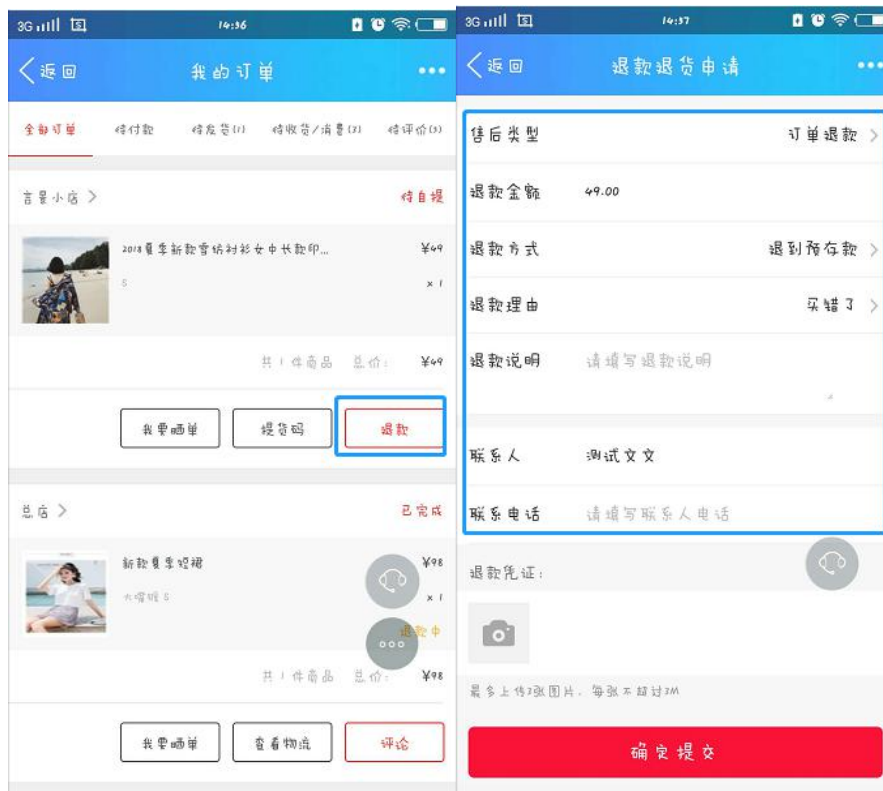 3G 14:36
返回 我的订单
全部订单 待付款 待发货(1) 待收货/消费(3) 待评价(3)
言景小店 >
待自提
2018夏季新款雪纺衬衫女中长款印... ¥49
S x 1
共1件商品 总价: ¥49
我要晒单 提货码 退款
总店 >
已完成
新款夏季短裙 ¥98
S x 1
退款中
共1件商品 总价: ¥98
我要晒单 查看物流 评论
3G 14:37
返回 退款退货申请
售后类型 订单退款 >
退款金额 49.00
退款方式 退到预存款 >
退款理由 买错了 >
退款说明 请填写退款说明
联系人 测试文文
联系电话 请填写联系人电话
退款凭证:
最多上传3张图片, 每张不超过3M
确定提交